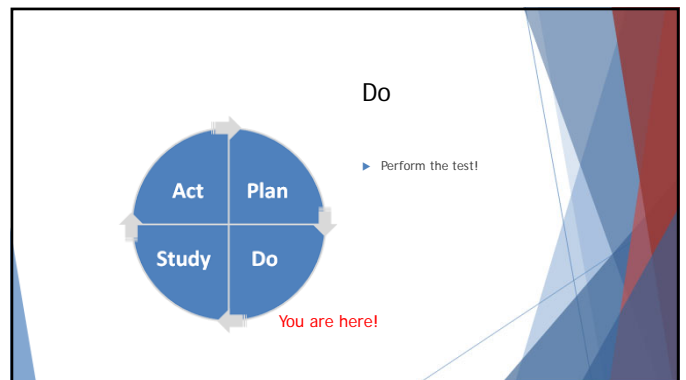 Do
Perform the test!
Act Plan
Study Do
You are here!